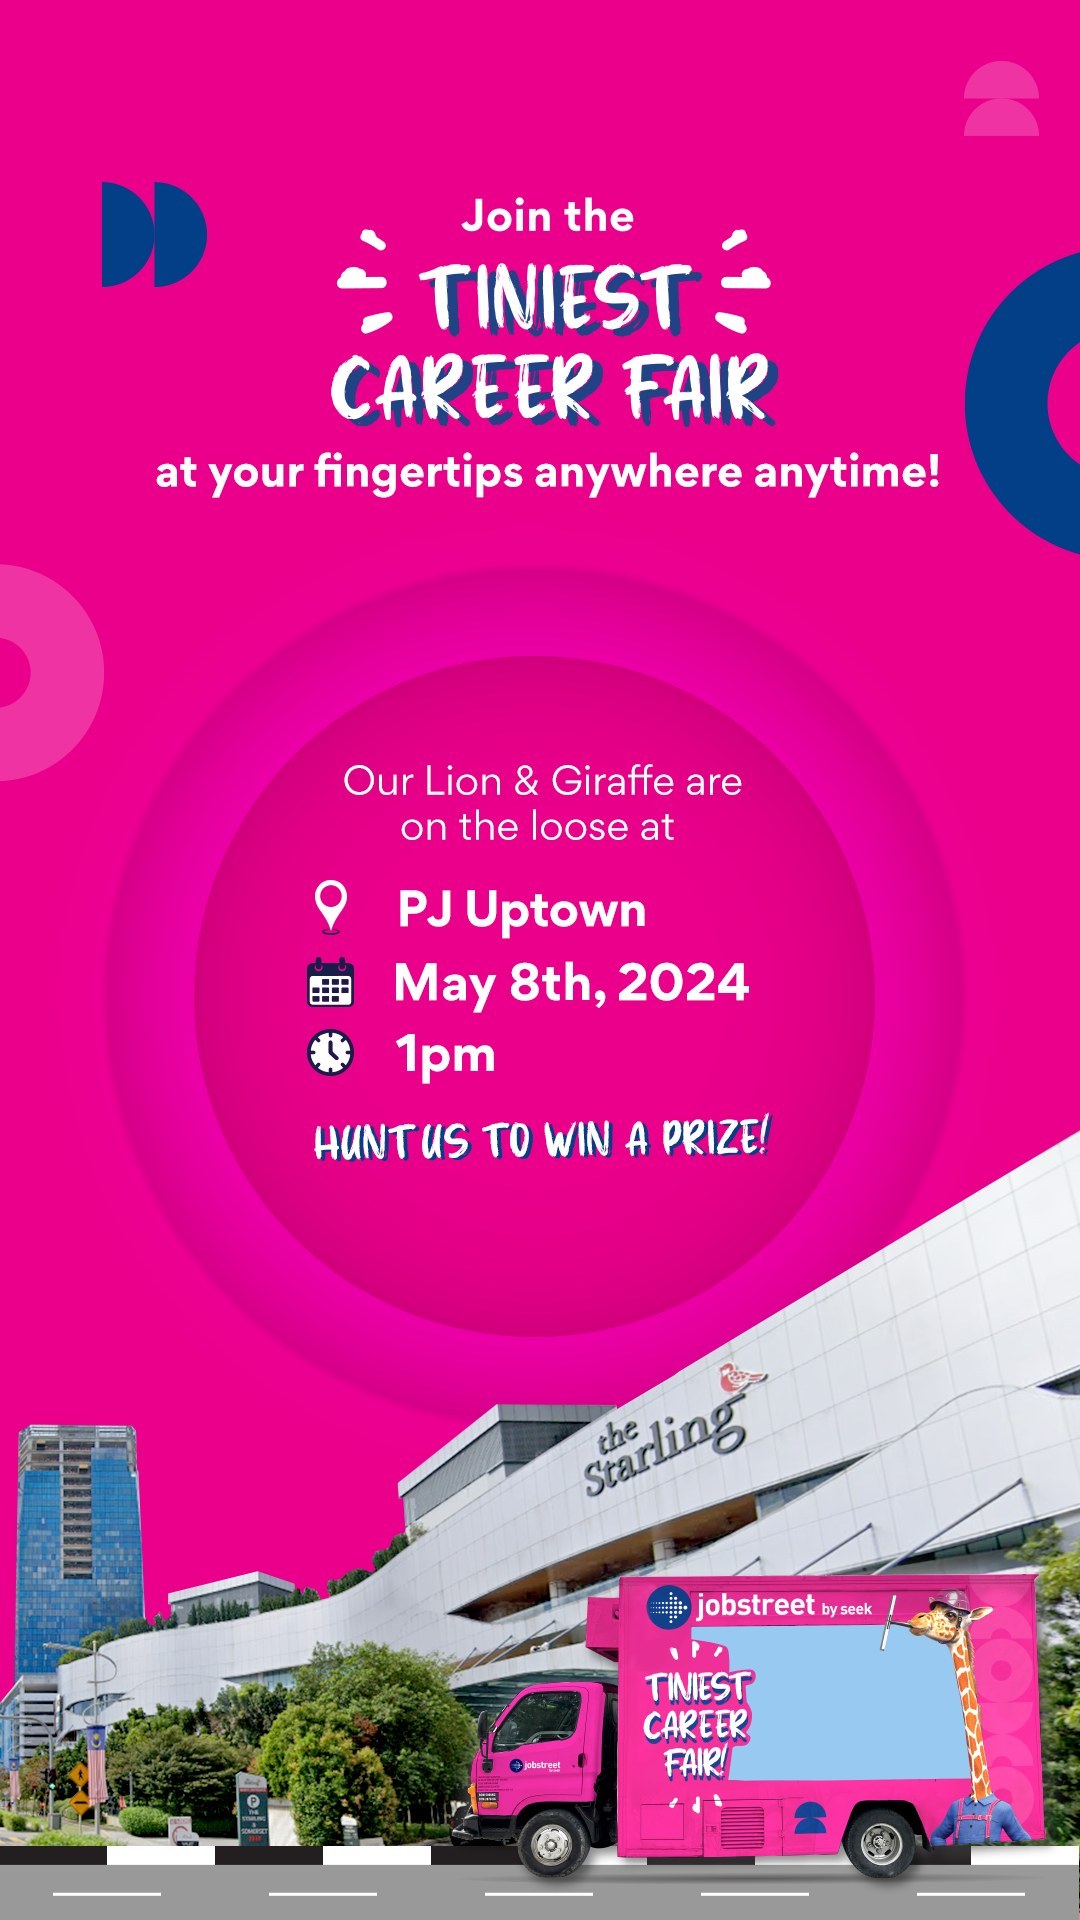 Join the
TINIEST
CAREER FAIR
at your fingertips anywhere anytime!
Our Lion & Giraffe are
on the loose at
PJ Uptown
May 8th, 2024
1pm
HUNT US TO WIN A PRIZE!
the
Starling
jobstreet by seek
TINIEST
CAREER
FAIR!
jobstreet
P
THE
STARLING